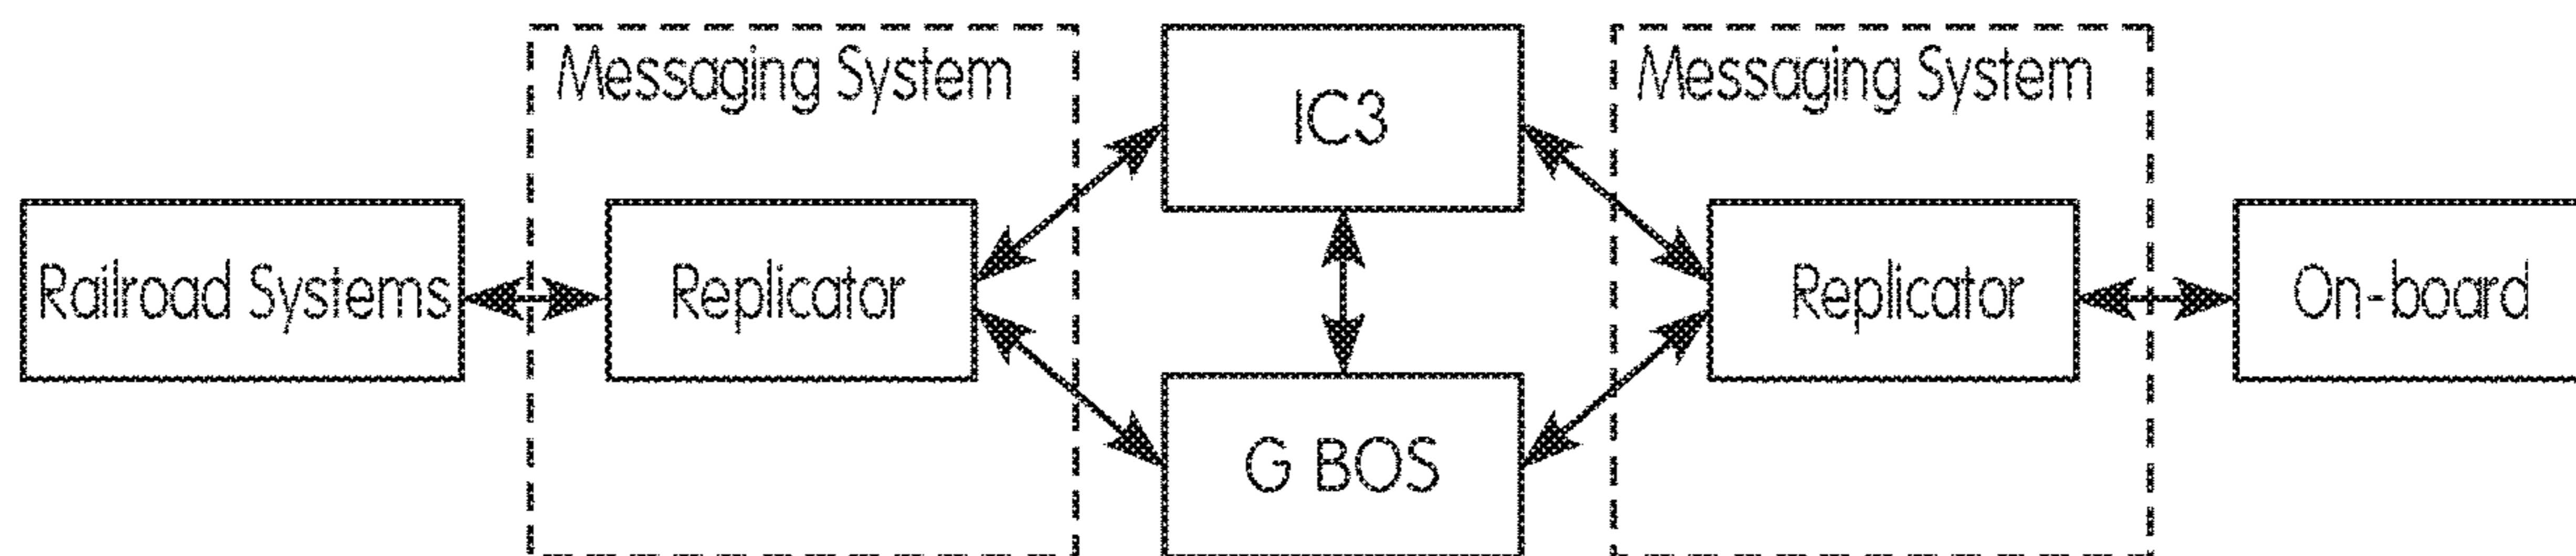 Messaging System
IC3
Messaging System
Railroad Systems
Replicator
Replicator
On-board
G BOS